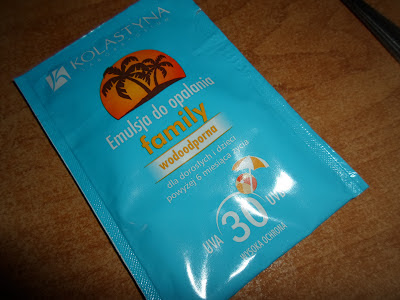 KOLASTYNA
Emulsja do opalania
family
wodoodporna
dla dorosłych i dzieci
powyżej 6 miesiąca życia
UVA 30 UVB
WYSOKA OCHRONA